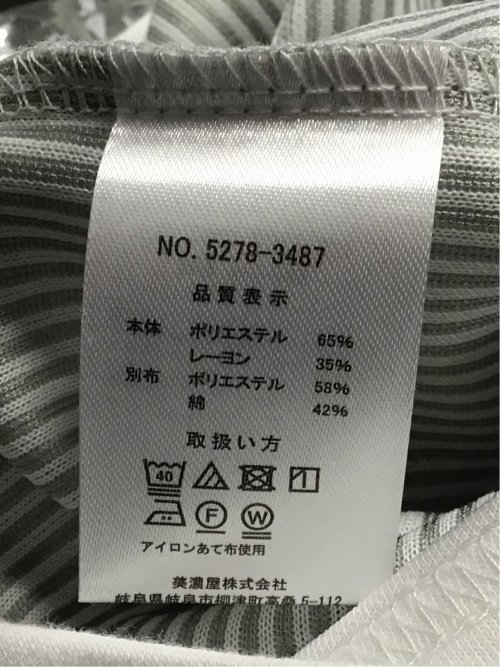 NO. 5278-3487
品質表示
本体 ポリエステル 65%
レーヨン 35%
別布 ポリエステル 58%
綿 42%
取扱い方
40
F W
アイロンあて布使用
美濃屋株式会社
岐阜県岐阜市柳津町高桑5-112